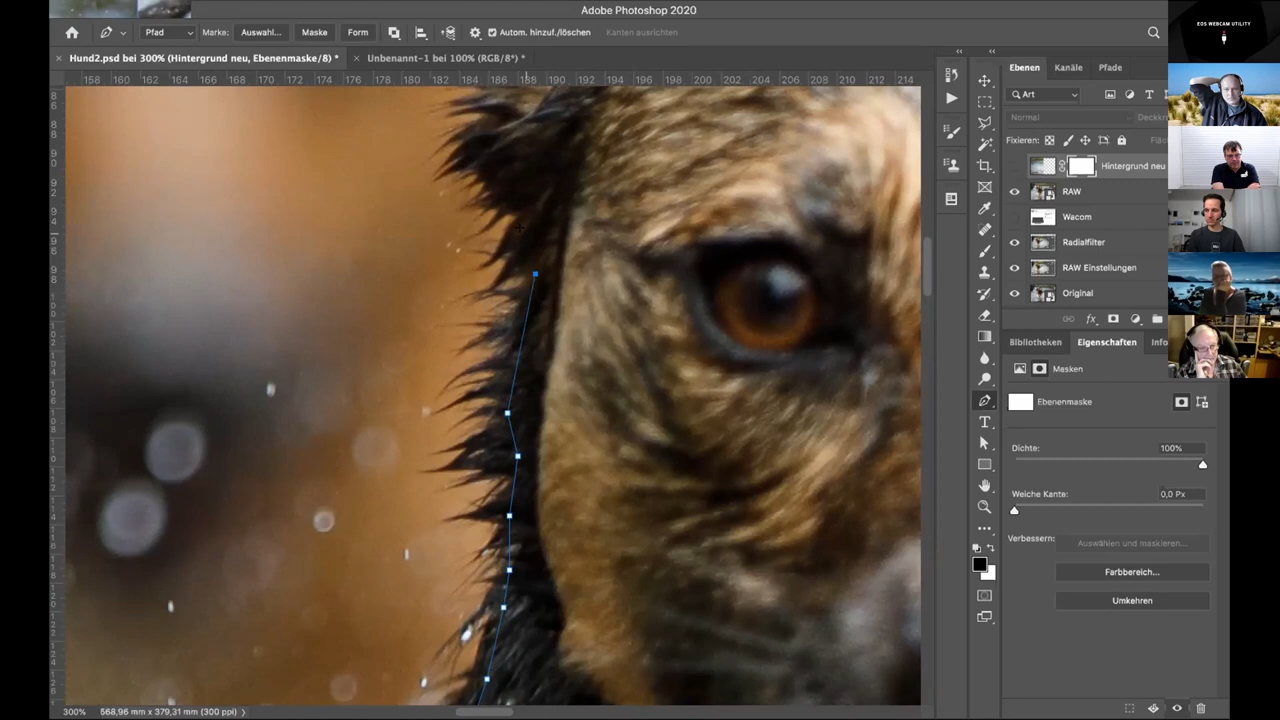 Adobe Photoshop 2020
Pfad
Marke:
Auswahl...
Maske
Form
Autom. hinzuf./löschen
Kanten ausrichten
EOS WEBCAM UTILITY
Hund2.psd bei 300% (Hintergrund neu, Ebenenmaske/8) *
Unbenannt-1 bei 100% (RGB/8*) *
158 160 162 164 166 168 170 172 174 176 178 180 182 184 186 188 190 192 194 196 198 200 202 204 206 208 210 212 214
Ebenen
Kanäle
Pfade
Art
Normal
Fixieren:
Hintergrund neu
RAW
Wacom
Radialfilter
RAW Einstellungen
Original
fx
Bibliotheken
Eigenschaften
Info
Masken
Ebenenmaske
Dichte:
100%
Weiche Kante:
0,0 Px
Verbessern:
Auswählen und maskieren...
Farbbereich...
Umkehren
300%
568,96 mm x 379,31 mm (300 ppi)